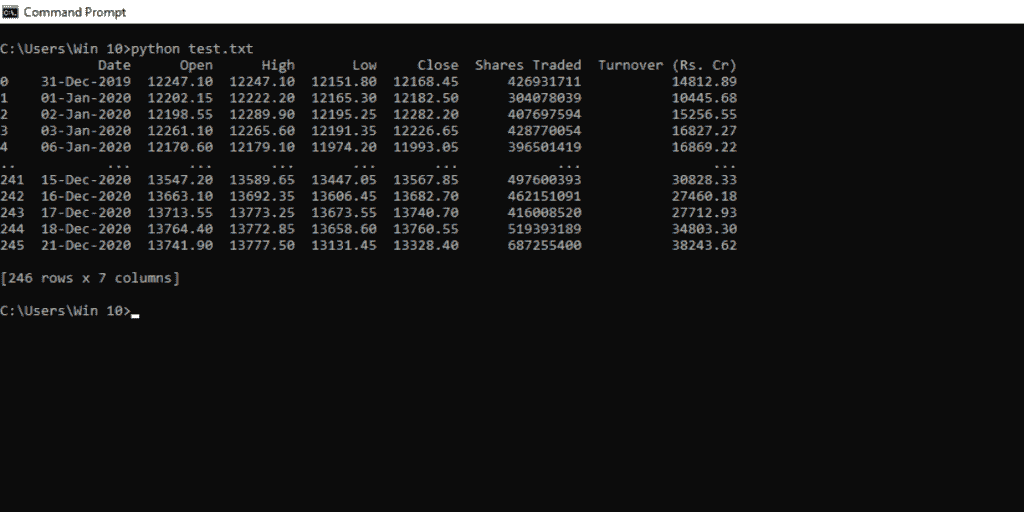 Command Prompt
C:\Users\Win 10>python test.txt
Date Open High Low Close Shares Traded Turnover (Rs. Cr)
0 31-Dec-2019 12247.10 12247.10 12151.80 12168.45 426931711 14812.89
1 01-Jan-2020 12202.15 12222.20 12165.30 12182.50 304078039 10445.68
2 02-Jan-2020 12198.55 12289.90 12195.25 12282.20 407697594 15256.55
3 03-Jan-2020 12261.10 12265.60 12191.35 12226.65 428770054 16827.27
4 06-Jan-2020 12170.60 12179.10 11974.20 11993.05 396501419 16869.22
.. ... ... ... ... ... ... ...
241 15-Dec-2020 13547.20 13589.65 13447.05 13567.85 497600393 30828.33
242 16-Dec-2020 13663.10 13692.35 13606.45 13682.70 462151091 27460.18
243 17-Dec-2020 13713.55 13773.25 13673.55 13740.70 416008520 27712.93
244 18-Dec-2020 13764.40 13772.85 13658.60 13760.55 519393189 34803.30
245 21-Dec-2020 13741.90 13777.50 13131.45 13328.40 687255400 38243.62
[246 rows x 7 columns]
C:\Users\Win 10>